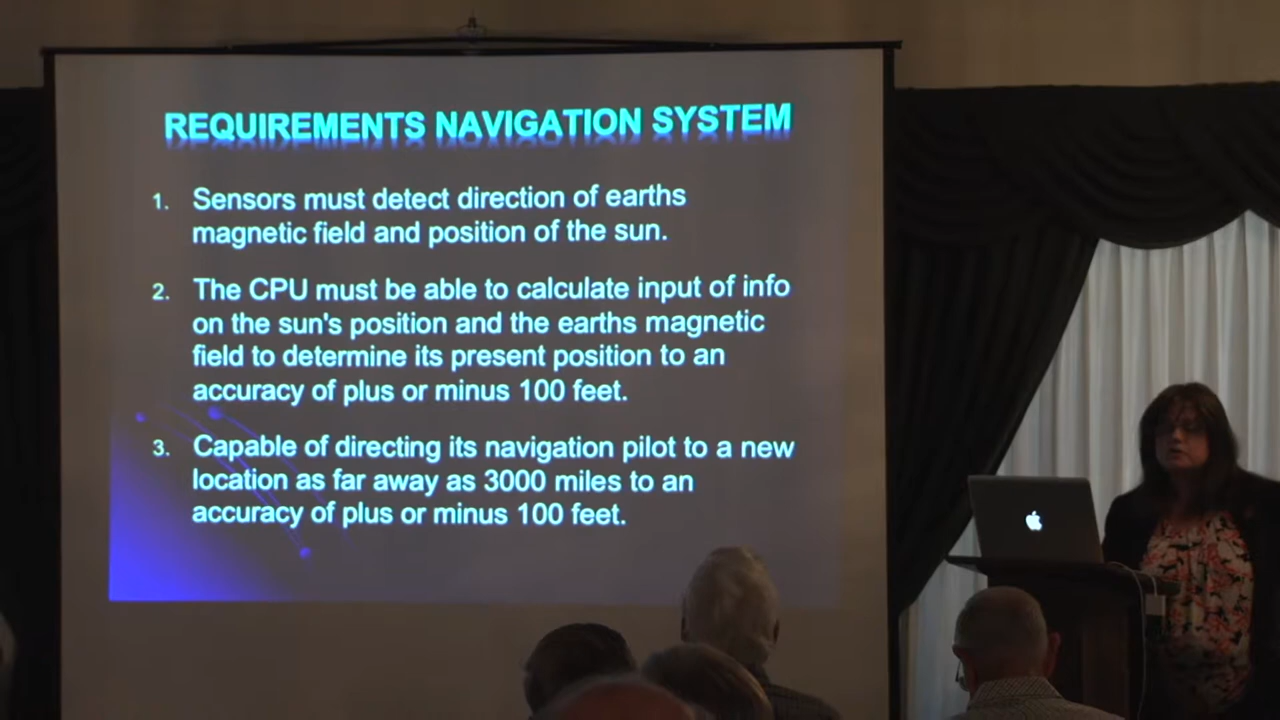 REQUIREMENTS NAVIGATION SYSTEM
1. Sensors must detect direction of earths
magnetic field and position of the sun.
2. The CPU must be able to calculate input of info
on the sun's position and the earths magnetic
field to determine its present position to an
accuracy of plus or minus 100 feet.
3. Capable of directing its navigation pilot to a new
location as far away as 3000 miles to an
accuracy of plus or minus 100 feet.